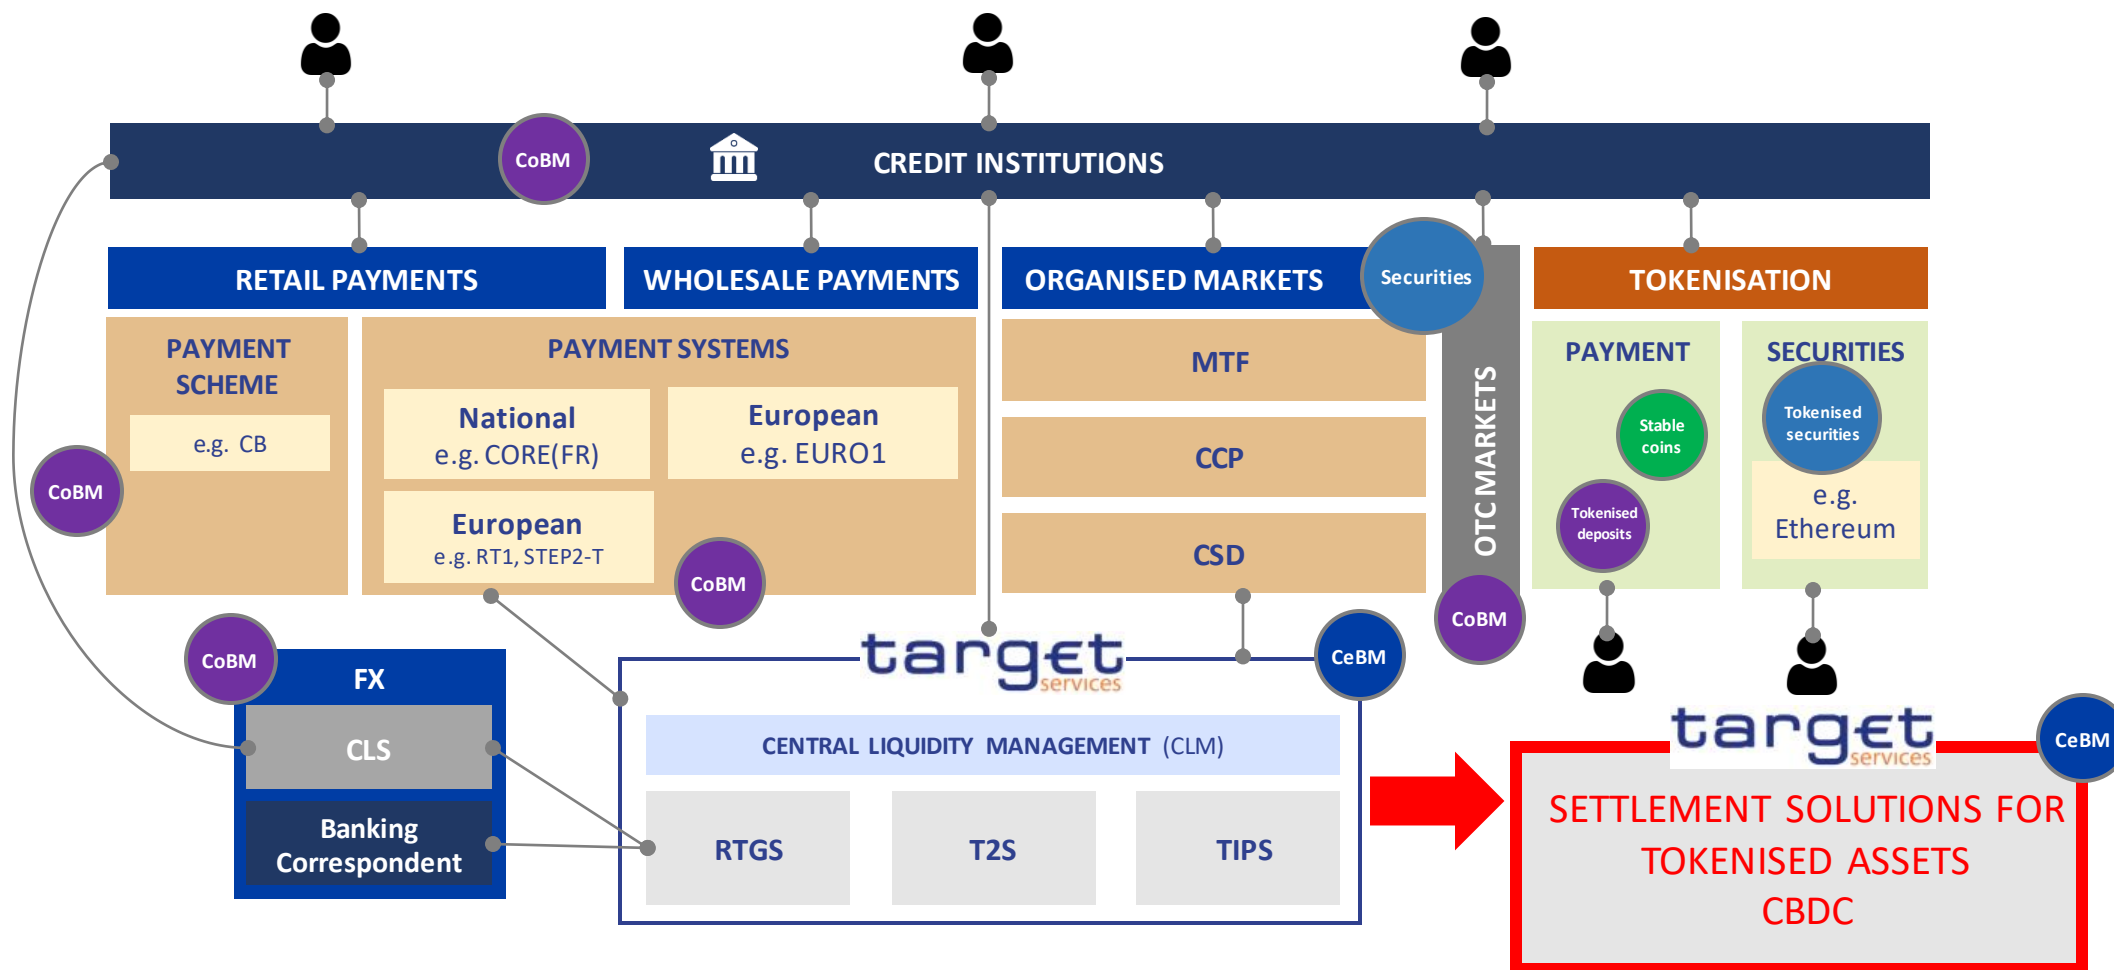 CoBM
CREDIT INSTITUTIONS
RETAIL PAYMENTS
WHOLESALE PAYMENTS
ORGANISED MARKETS
Securities
TOKENISATION
PAYMENT
SCHEME
e.g. CB
CoBM
PAYMENT SYSTEMS
National
e.g. CORE(FR)
European
e.g. EURO1
European
e.g. RT1, STEP2-T
CoBM
MTF
CCP
CSD
OTC MARKETS
CoBM
PAYMENT
Stable
coins
Tokenised
deposits
SECURITIES
Tokenised
securities
e.g.
Ethereum
CoBM
FX
CLS
Banking
Correspondent
target
services
CeBM
CENTRAL LIQUIDITY MANAGEMENT (CLM)
RTGS
T2S
TIPS
target
services
CeBM
SETTLEMENT SOLUTIONS FOR
TOKENISED ASSETS
CBDC